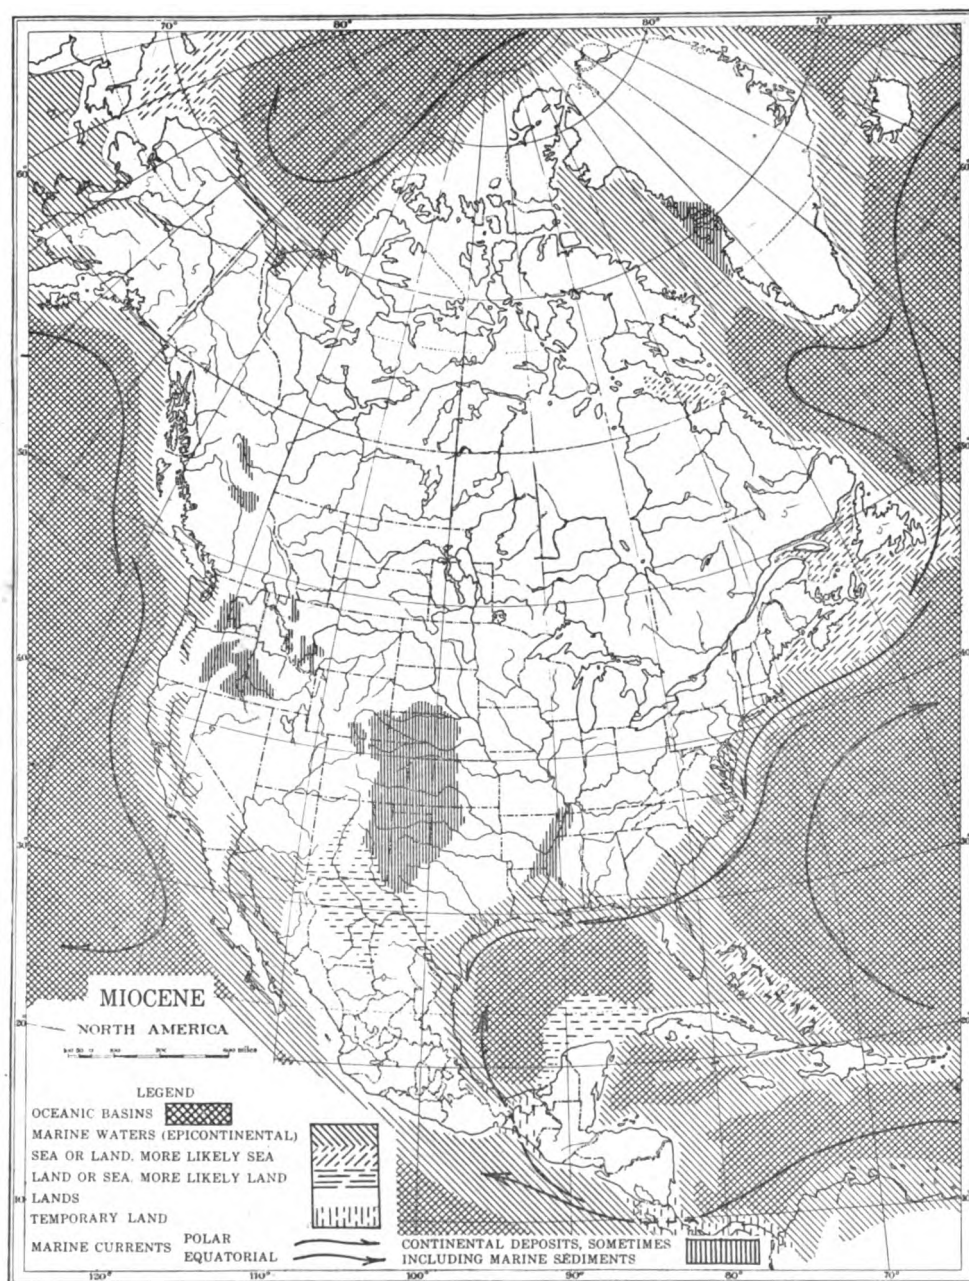 70° 80° 80° 70°
60
50
40
30
20°
10
MIOCENE
NORTH AMERICA
600 miles
LEGEND
OCEANIC BASINS
MARINE WATERS (EPICONTINENTAL)
SEA OR LAND. MORE LIKELY SEA
LAND OR SEA. MORE LIKELY LAND
LANDS
TEMPORARY LAND
MARINE CURRENTS POLAR
EQUATORIAL
CONTINENTAL DEPOSITS, SOMETIMES
INCLUDING MARINE SEDIMENTS
120° 110° 100° 90° 80° 70°